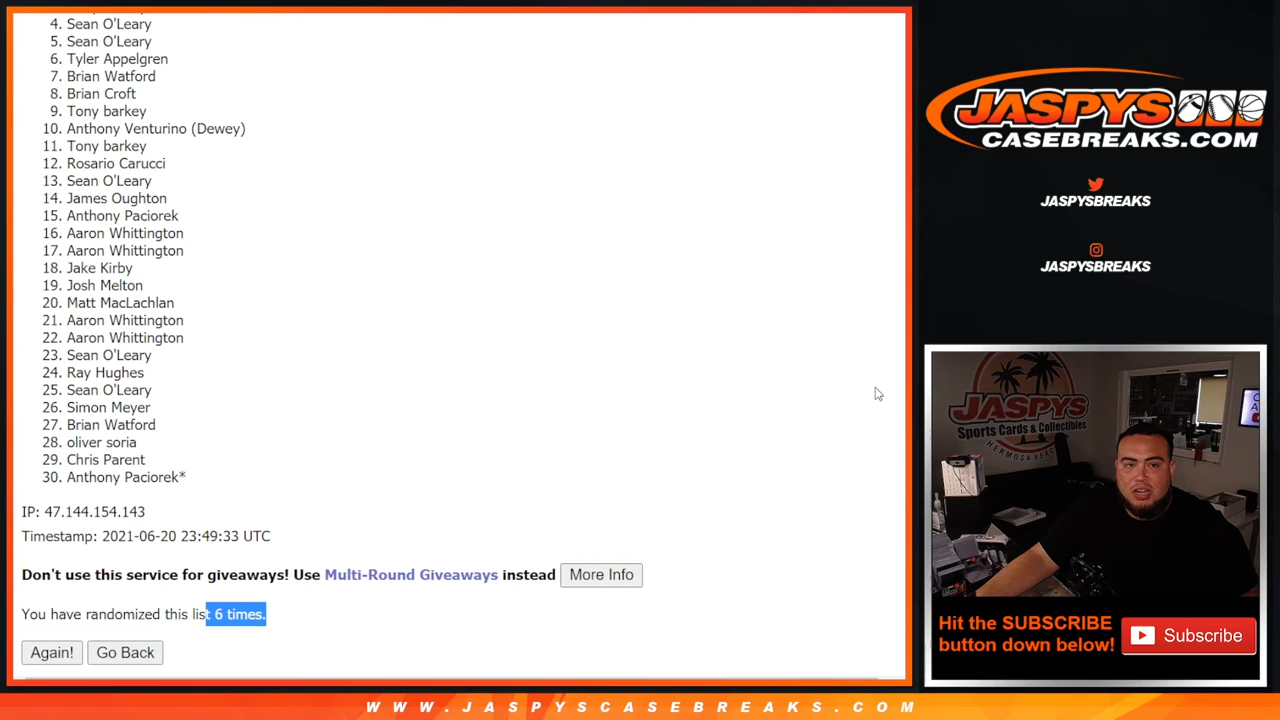 4. Sean O'Leary
5. Sean O'Leary
6. Tyler Appelgren
7. Brian Watford
8. Brian Croft
9. Tony barkey
10. Anthony Venturino (Dewey)
11. Tony barkey
12. Rosario Carucci
13. Sean O'Leary
14. James Oughton
15. Anthony Paciorek
16. Aaron Whittington
17. Aaron Whittington
18. Jake Kirby
19. Josh Melton
20. Matt MacLachlan
21. Aaron Whittington
22. Aaron Whittington
23. Sean O'Leary
24. Ray Hughes
25. Sean O'Leary
26. Simon Meyer
27. Brian Watford
28. oliver soria
29. Chris Parent
30. Anthony Paciorek*
IP: 47.144.154.143
Timestamp: 2021-06-20 23:49:33 UTC
Don't use this service for giveaways! Use Multi-Round Giveaways instead More Info
You have randomized this list 6 times.
Again! Go Back
JASPYS
CASEBREAKS.COM
JASPYSBREAKS
JASPYSBREAKS
JASPYS
Sports Cards & Collectibles
HERMOSA BEACH
Hit the SUBSCRIBE
button down below!
Subscribe
WWW.JASPYSCASEBREAKS.COM